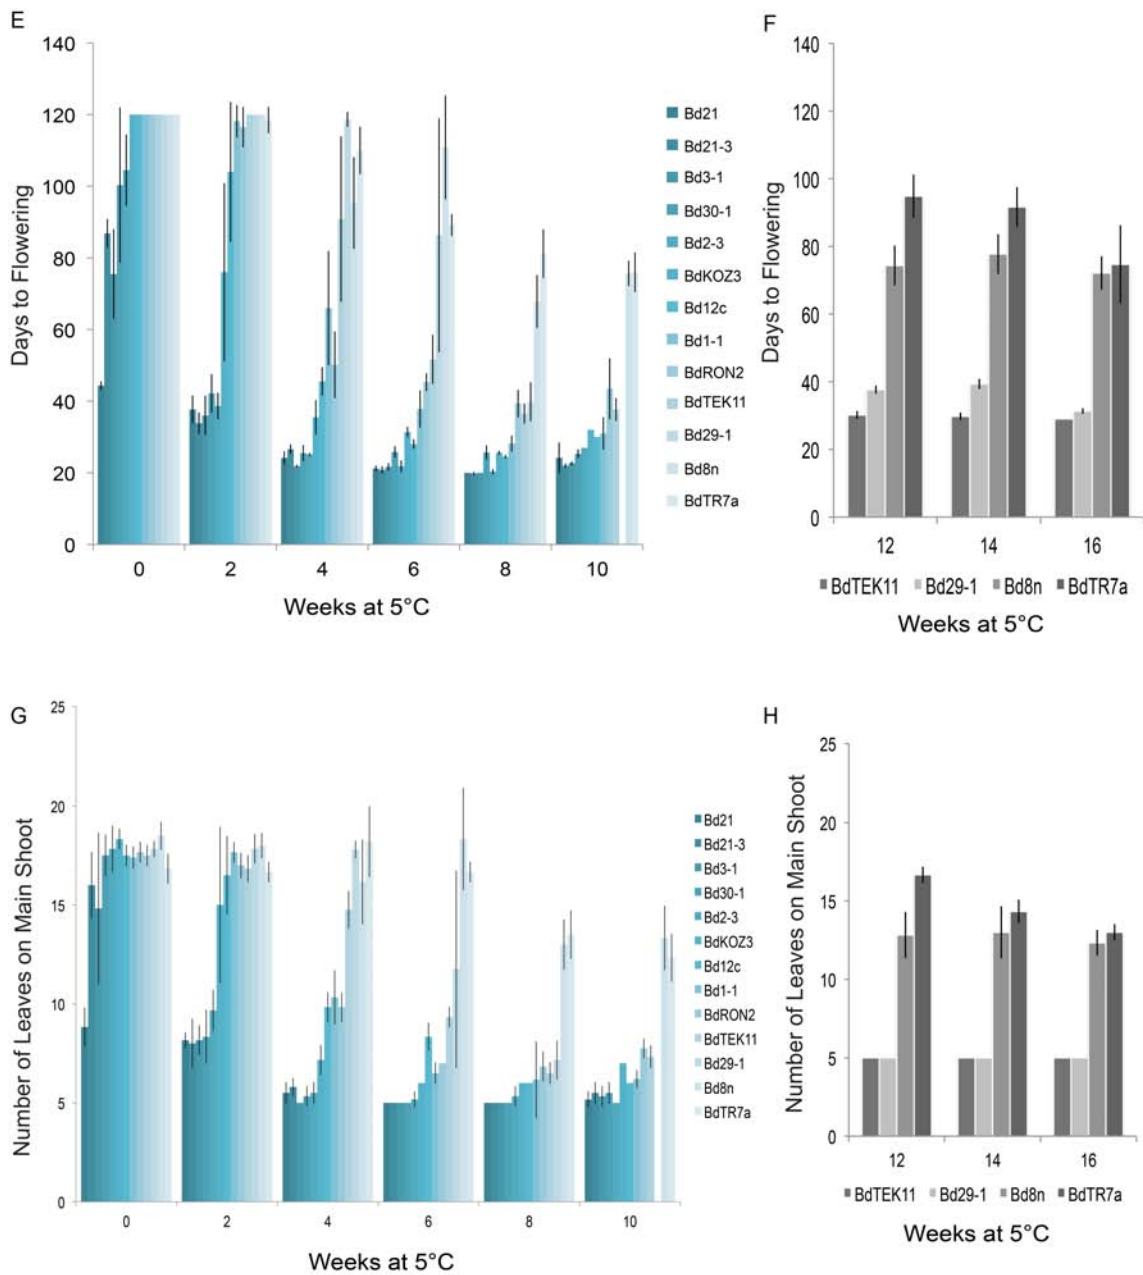 E
Days to Flowering
140
120
100
80
60
40
20
0
0 2 4 6 8 10
Weeks at 5°C
Bd21
Bd21-3
Bd3-1
Bd30-1
Bd2-3
BdKOZ3
Bd12c
Bd1-1
BdRON2
BdTEK11
Bd29-1
Bd8n
BdTR7a
F
Days to Flowering
140
120
100
80
60
40
20
0
12 14 16
BdTEK11 Bd29-1 Bd8n BdTR7a
Weeks at 5°C
G
Number of Leaves on Main Shoot
25
20
15
10
5
0
0 2 4 6 8 10
Weeks at 5°C
Bd21
Bd21-3
Bd3-1
Bd30-1
Bd2-3
BdKOZ3
Bd12c
Bd1-1
BdRON2
BdTEK11
Bd29-1
Bd8n
BdTR7a
H
Number of Leaves on Main Shoot
25
20
15
10
5
0
12 14 16
BdTEK11 Bd29-1 Bd8n BdTR7a
Weeks at 5°C